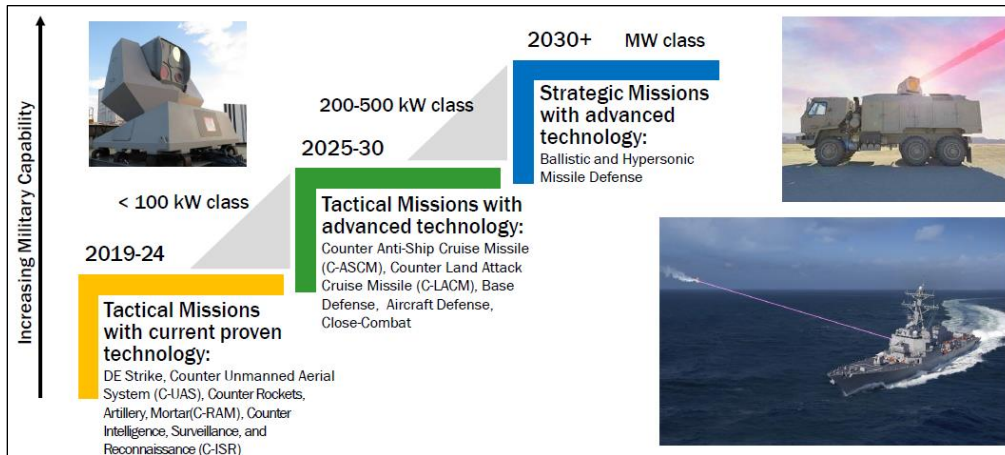 Increasing Military Capability
2030+ MW class
Strategic Missions
with advanced
technology:
Ballistic and Hypersonic
Missile Defense
200-500 kW class
2025-30
Tactical Missions with
advanced technology:
Counter Anti-Ship Cruise Missile
(C-ASCM), Counter Land Attack
Cruise Missile (C-LACM), Base
Defense, Aircraft Defense,
Close-Combat
< 100 kW class
2019-24
Tactical Missions
with current proven
technology:
DE Strike, Counter Unmanned Aerial
System (C-UAS), Counter Rockets,
Artillery, Mortar(C-RAM), Counter
Intelligence, Surveillance, and
Reconnaissance (C-ISR)